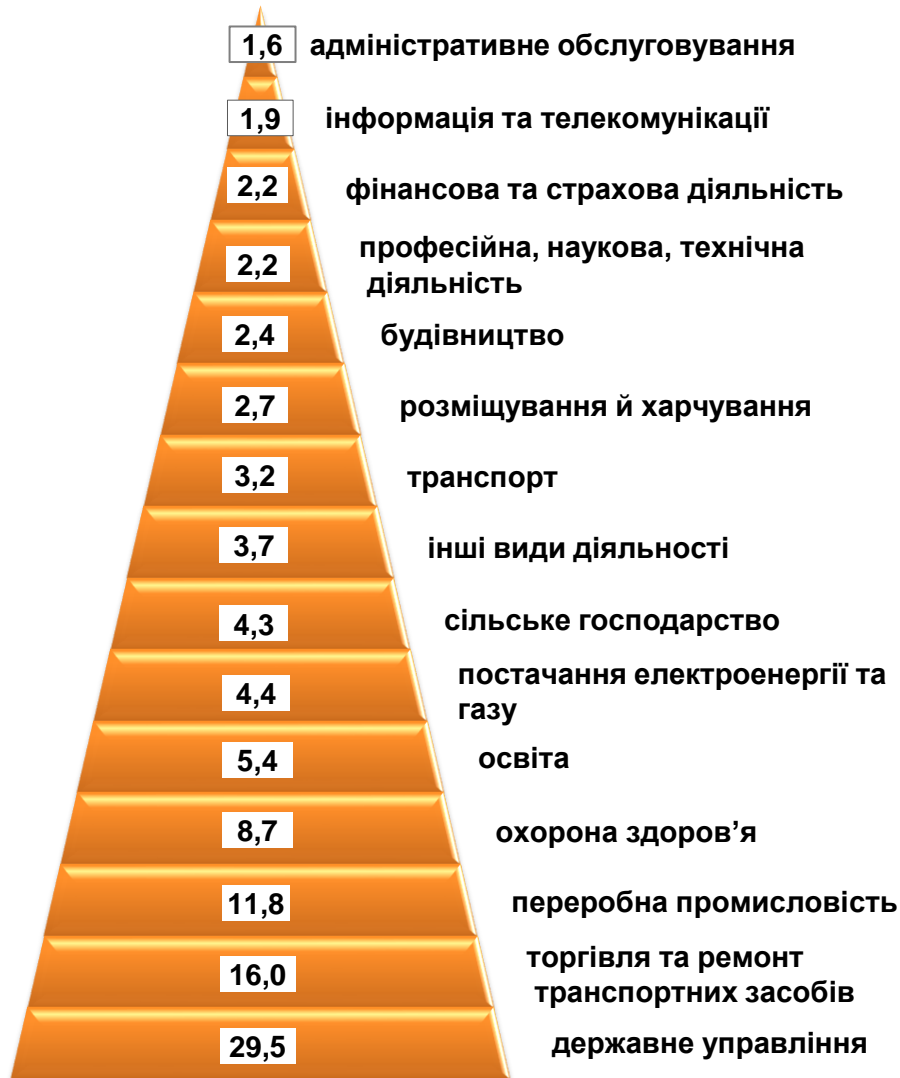 1,6 адміністративне обслуговування
1,9 інформація та телекомунікації
2,2 фінансова та страхова діяльність
2,2 професійна, наукова, технічна
діяльність
2,4 будівництво
2,7 розміщування й харчування
3,2 транспорт
3,7 інші види діяльності
4,3 сільське господарство
4,4 постачання електроенергії та
газу
5,4 освіта
8,7 охорона здоров’я
11,8 переробна промисловість
16,0 торгівля та ремонт
транспортних засобів
29,5 державне управління